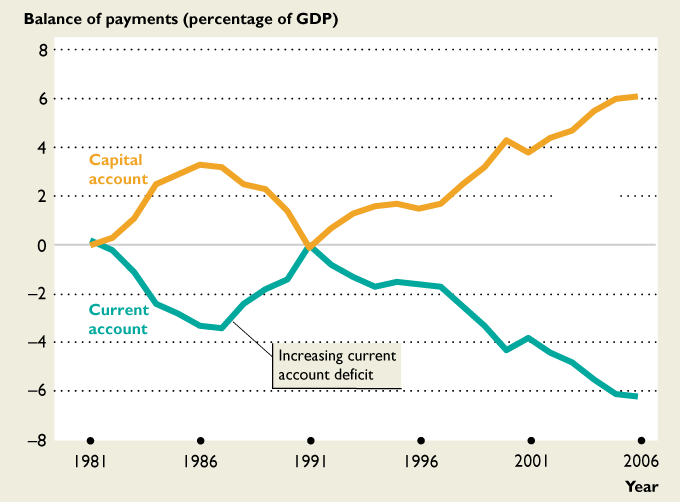 Balance of payments (percentage of GDP)
8
6
4
2
0
–2
–4
–6
–8
Capital
account
Current
account
Increasing current
account deficit
1981 1986 1991 1996 2001 2006
Year